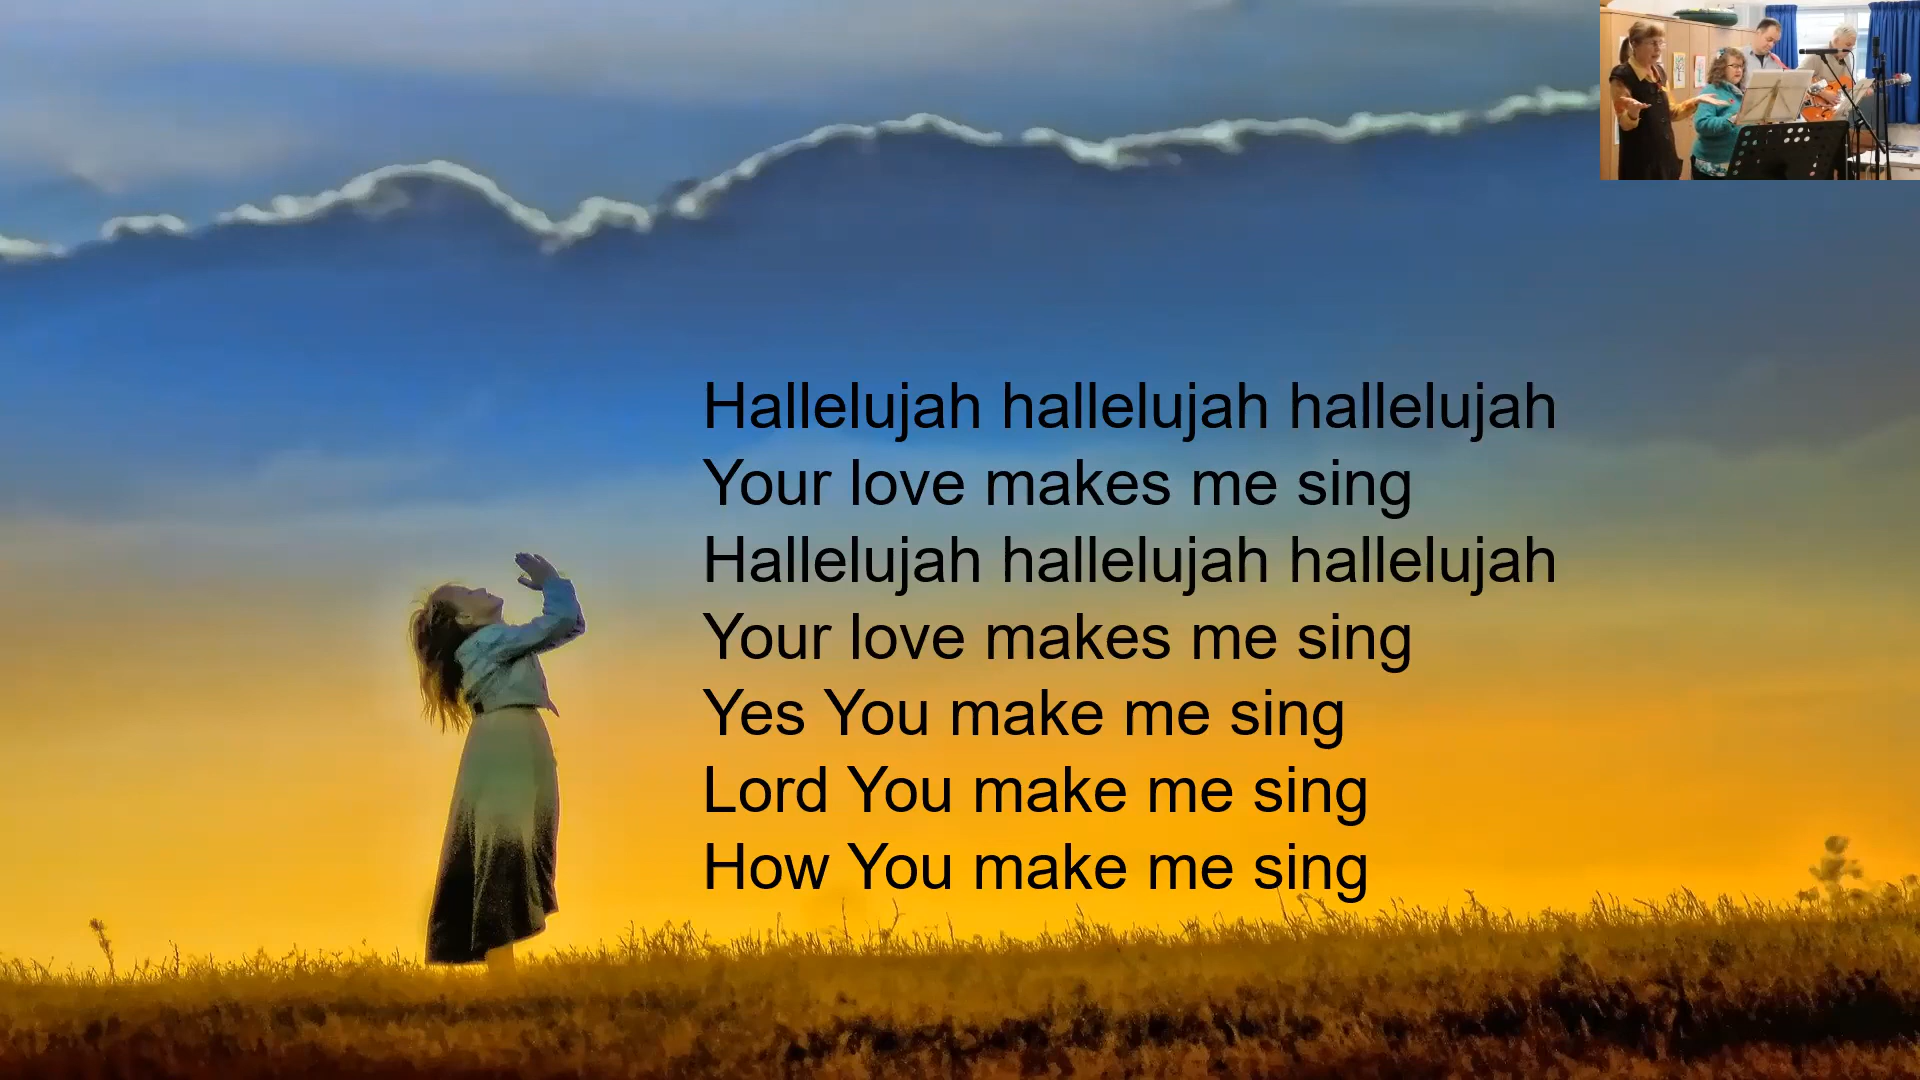 Hallelujah hallelujah hallelujah
Your love makes me sing
Hallelujah hallelujah hallelujah
Your love makes me sing
Yes You make me sing
Lord You make me sing
How You make me sing